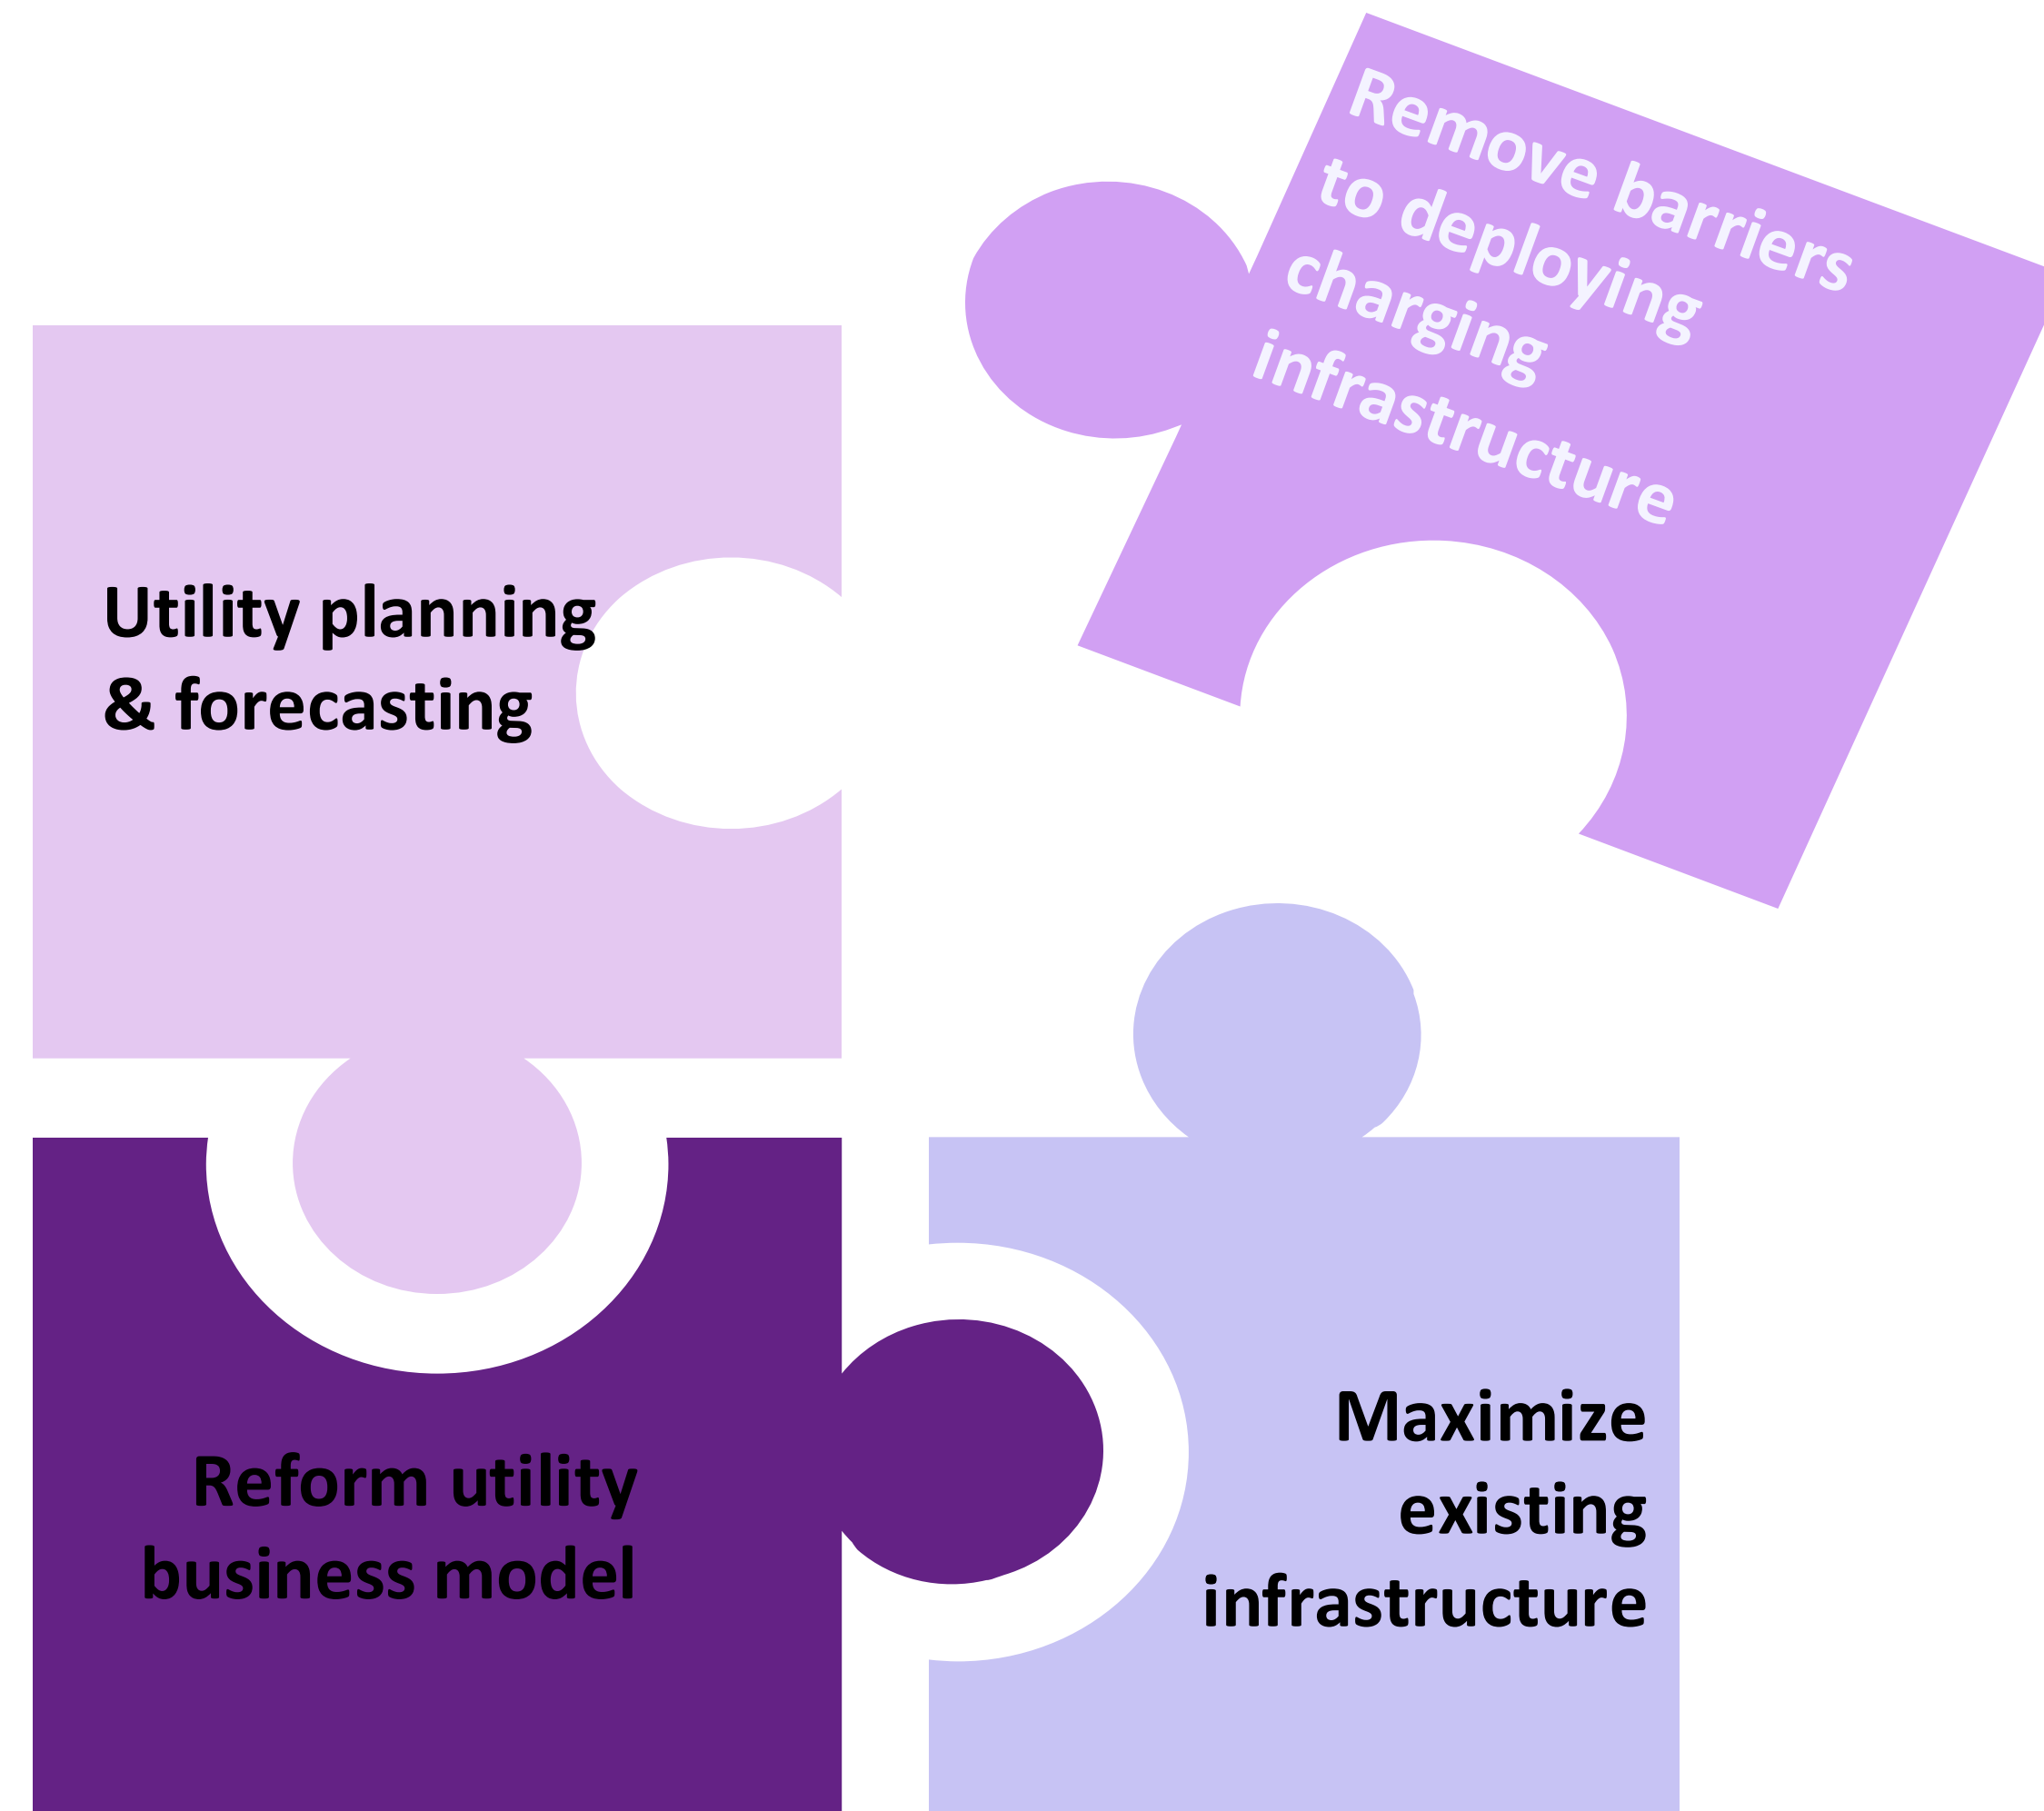 Remove barriers
to deploying
charging
infrastructure
Utility planning
& forecasting
Reform utility
business model
Maximize
existing
infrastructure